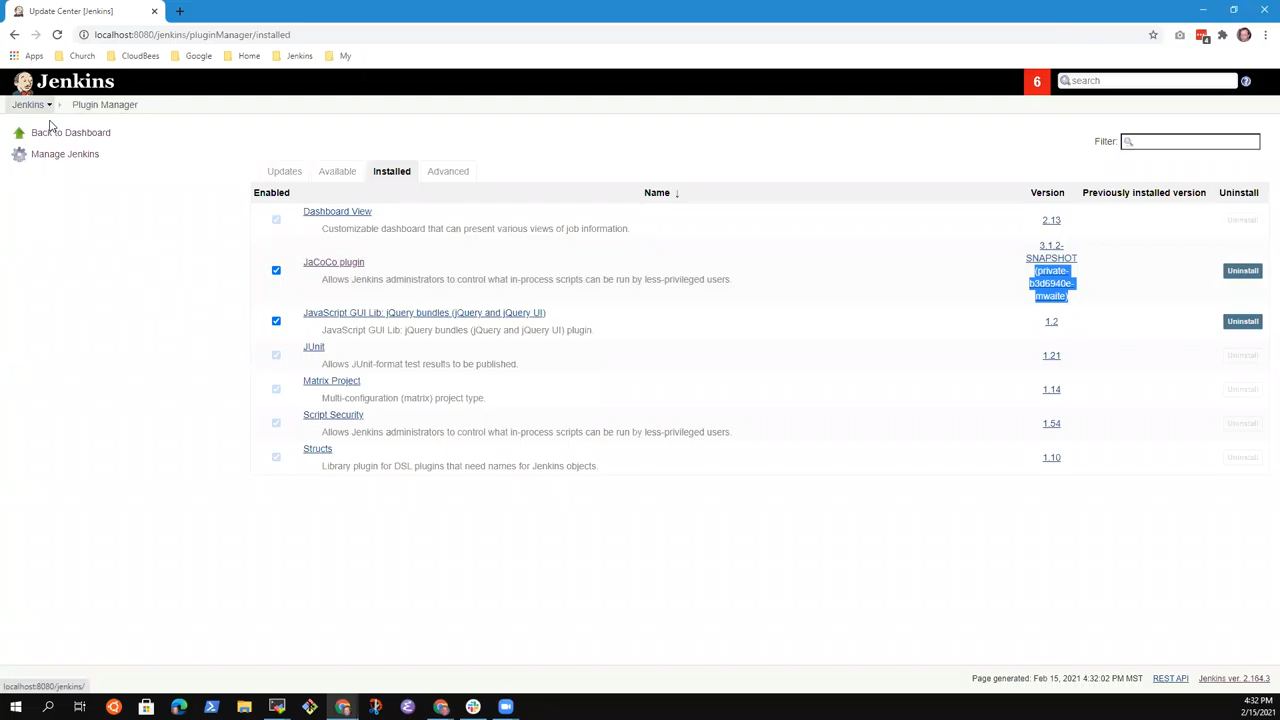 Update Center [Jenkins]
localhost:8080/jenkins/pluginManager/installed
Apps Church CloudBees Google Home Jenkins My
4
Jenkins
6
search
Jenkins Plugin Manager
Back to Dashboard
Manage Jenkins
Filter:
Updates Available Installed Advanced
Enabled Name ↓ Version Previously installed version Uninstall
Dashboard View
Customizable dashboard that can present various views of job information.
2.13
Uninstall
JaCoCo plugin
Allows Jenkins administrators to control what in-process scripts can be run by less-privileged users.
3.1.2-
SNAPSHOT
(private-
b3d6940e-
mwaite)
Uninstall
JavaScript GUI Lib: jQuery bundles (jQuery and jQuery UI)
JavaScript GUI Lib: jQuery bundles (jQuery and jQuery UI) plugin.
1.2
Uninstall
JUnit
Allows JUnit-format test results to be published.
1.21
Uninstall
Matrix Project
Multi-configuration (matrix) project type.
1.14
Uninstall
Script Security
Allows Jenkins administrators to control what in-process scripts can be run by less-privileged users.
1.54
Uninstall
Structs
Library plugin for DSL plugins that need names for Jenkins objects.
1.10
Uninstall
Page generated: Feb 15, 2021 4:32:02 PM MST REST API Jenkins ver. 2.164.3
localhost:8080/jenkins/
4:32 PM
2/15/2021